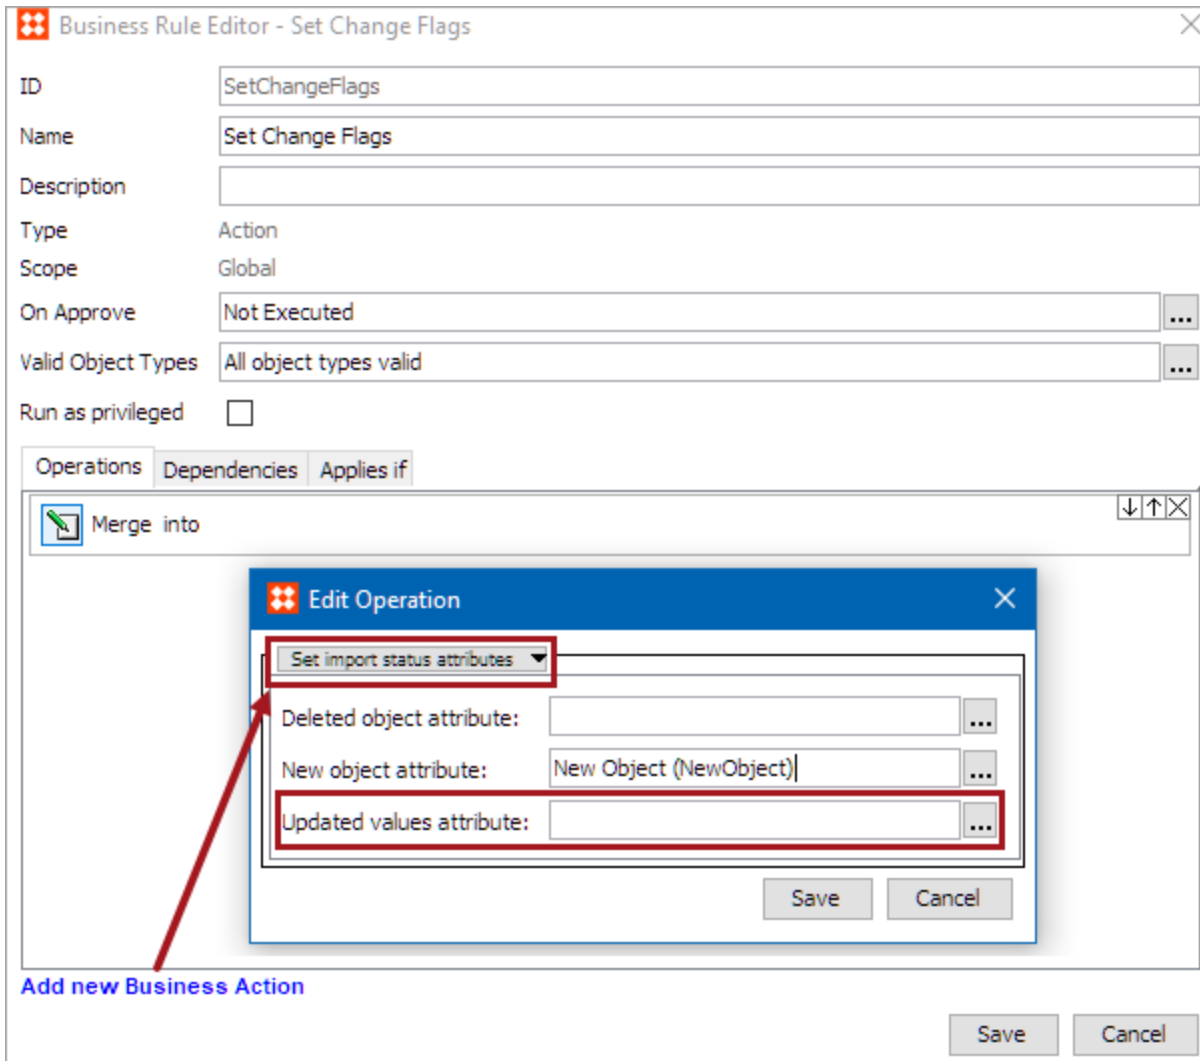 Business Rule Editor - Set Change Flags
ID SetChangeFlags
Name Set Change Flags
Description
Type Action
Scope Global
On Approve Not Executed ...
Valid Object Types All object types valid ...
Run as privileged
Operations Dependencies Applies if
Merge into
Edit Operation
Set import status attributes
Deleted object attribute: ...
New object attribute: New Object (NewObject) ...
Updated values attribute: ...
Save Cancel
Add new Business Action
Save Cancel